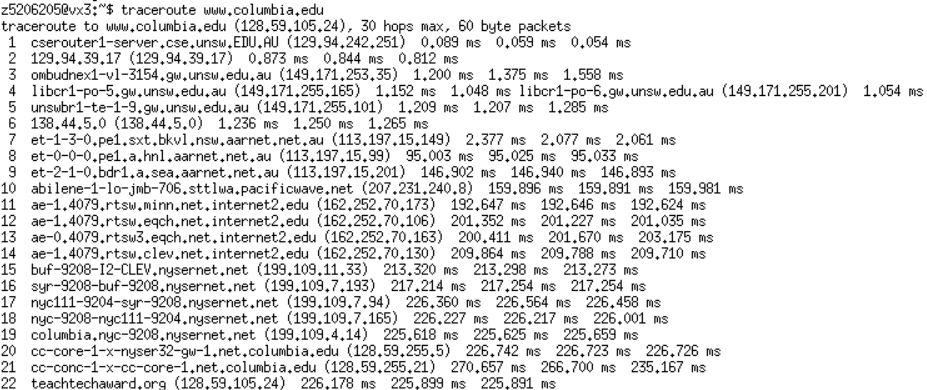 z5206205@vx3:~$ traceroute www.columbia.edu
traceroute to www.columbia.edu (128.59.105.24), 30 hops max, 60 byte packets
1 cserouter1-server.cse.unsw.EDU.AU (129.94.242.251) 0.089 ms 0.059 ms 0.054 ms
2 129.94.39.17 (129.94.39.17) 0.873 ms 0.844 ms 0.812 ms
3 ombudnex1-vl-3154.gw.unsw.edu.au (149.171.253.35) 1.200 ms 1.375 ms 1.558 ms
4 libcr1-po-5.gw.unsw.edu.au (149.171.255.165) 1.152 ms 1.048 ms libcr1-po-6.gw.unsw.edu.au (149.171.255.201) 1.054 ms
5 unswbr1-te-1-9.gw.unsw.edu.au (149.171.255.101) 1.209 ms 1.207 ms 1.285 ms
6 138.44.5.0 (138.44.5.0) 1.236 ms 1.250 ms 1.265 ms
7 et-1-3-0.pe1.sxt.bkvl.nsw.aarnet.net.au (113.197.15.149) 2.377 ms 2.077 ms 2.061 ms
8 et-0-0-0.pe1.a.hnl.aarnet.net.au (113.197.15.99) 95.003 ms 95.025 ms 95.033 ms
9 et-2-1-0.bdr1.a.sea.aarnet.net.au (113.197.15.201) 146.902 ms 146.940 ms 146.893 ms
10 abilene-1-lo-jmb-706.sttlwa.pacificwave.net (207.231.240.8) 159.896 ms 159.891 ms 159.981 ms
11 ae-1.4079.rtsw.minn.net.internet2.edu (162.252.70.173) 192.647 ms 192.646 ms 192.624 ms
12 ae-1.4079.rtsw.eqch.net.internet2.edu (162.252.70.106) 201.352 ms 201.227 ms 201.035 ms
13 ae-0.4079.rtsw3.eqch.net.internet2.edu (162.252.70.163) 200.411 ms 201.670 ms 203.175 ms
14 ae-1.4079.rtsw.clev.net.internet2.edu (162.252.70.130) 209.864 ms 209.788 ms 209.710 ms
15 buf-9208-I2-CLEV.nysernet.net (199.109.11.33) 213.320 ms 213.298 ms 213.273 ms
16 syr-9208-buf-9208.nysernet.net (199.109.7.193) 217.214 ms 217.254 ms 217.254 ms
17 nyc111-9204-syr-9208.nysernet.net (199.109.7.94) 226.360 ms 226.564 ms 226.458 ms
18 nyc-9208-nyc111-9204.nysernet.net (199.109.7.165) 226.227 ms 226.217 ms 226.001 ms
19 columbia.nyc-9208.nysernet.net (199.109.4.14) 225.618 ms 225.625 ms 225.659 ms
20 cc-core-1-x-nyser32-gw-1.net.columbia.edu (128.59.255.5) 226.742 ms 226.723 ms 226.726 ms
21 cc-conc-1-x-cc-core-1.net.columbia.edu (128.59.255.21) 270.657 ms 266.700 ms 235.167 ms
22 teachtechaward.org (128.59.105.24) 226.178 ms 225.899 ms 225.891 ms